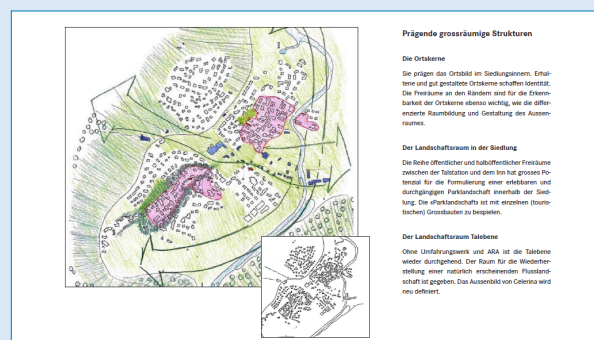 Prägende grossräumige Strukturen
Die Ortskerne
Sie prägen das Ortsbild im Siedlungsinnern. Erhal-
tene und gut gestaltete Ortskerne schaffen Identität.
Die Freiräume an den Rändern sind für die Erkenn-
barkeit der Ortskerne ebenso wichtig, wie die differ-
enzierte Raumbildung und Gestaltung des Aussen-
raumes.
Der Landschaftsraum in der Siedlung
Die Reihe öffentlicher und halböffentlicher Freiräume
zwischen der Talstation und dem Inn hat grosses Po-
tenzial für die Formulierung einer erlebbaren und
durchgängigen Parklandschaft innerhalb der Sied-
lung. Die «Parklandschaft» ist mit einzelnen (touris-
tischen) Grossbauten zu bespielen.
Der Landschaftsraum Talebene
Ohne Umfahrungswerk und ARA ist die Talebene
wieder durchgehend. Der Raum für die Wiederher-
stellung einer natürlich erscheinenden Flussland-
schaft ist gegeben. Das Aussenbild von Celerina wird
neu definiert.